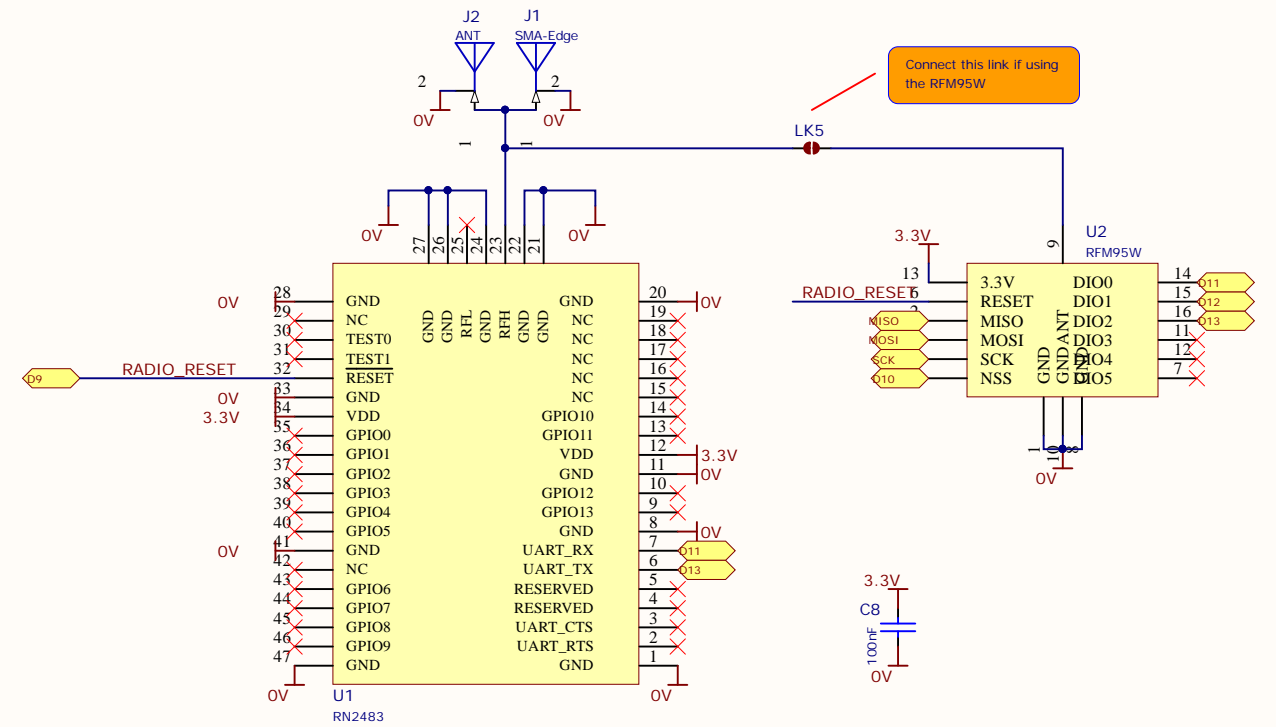 J2
ANT
J1
SMA-Edge
2
2
0V
0V
1
1
Connect this link if using
the RFM95W
LK5
0V
0V
27
26
25
24
23
22
21
GND
GND
RFL
GND
RFH
GND
GND
0V
28
GND
29
NC
30
TEST0
31
TEST1
D9
RADIO_RESET
32
RESET
0V
33
GND
3.3V
34
VDD
35
GPIO0
36
GPIO1
37
GPIO2
38
GPIO3
39
GPIO4
40
GPIO5
0V
41
GND
42
NC
43
GPIO6
44
GPIO7
45
GPIO8
46
GPIO9
47
GND
0V
GND
20
0V
NC
19
NC
18
NC
17
NC
16
NC
15
GPIO10
14
GPIO11
13
VDD
12
3.3V
GND
11
0V
GPIO12
10
GPIO13
9
GND
8
0V
UART_RX
7
D11
UART_TX
6
D13
RESERVED
5
RESERVED
4
UART_CTS
3
UART_RTS
2
GND
1
0V
U1
RN2483
U2
RFM95W
9
3.3V
13
3.3V
RADIO_RESET
6
RESET
MISO
MISO
MOSI
MOSI
SCK
SCK
D10
NSS
ANT
GND
GND
GND
DIO0
14
D11
DIO1
15
D12
DIO2
16
D13
DIO3
11
DIO4
12
DIO5
7
1
10
8
0V
3.3V
C8
100nF
0V